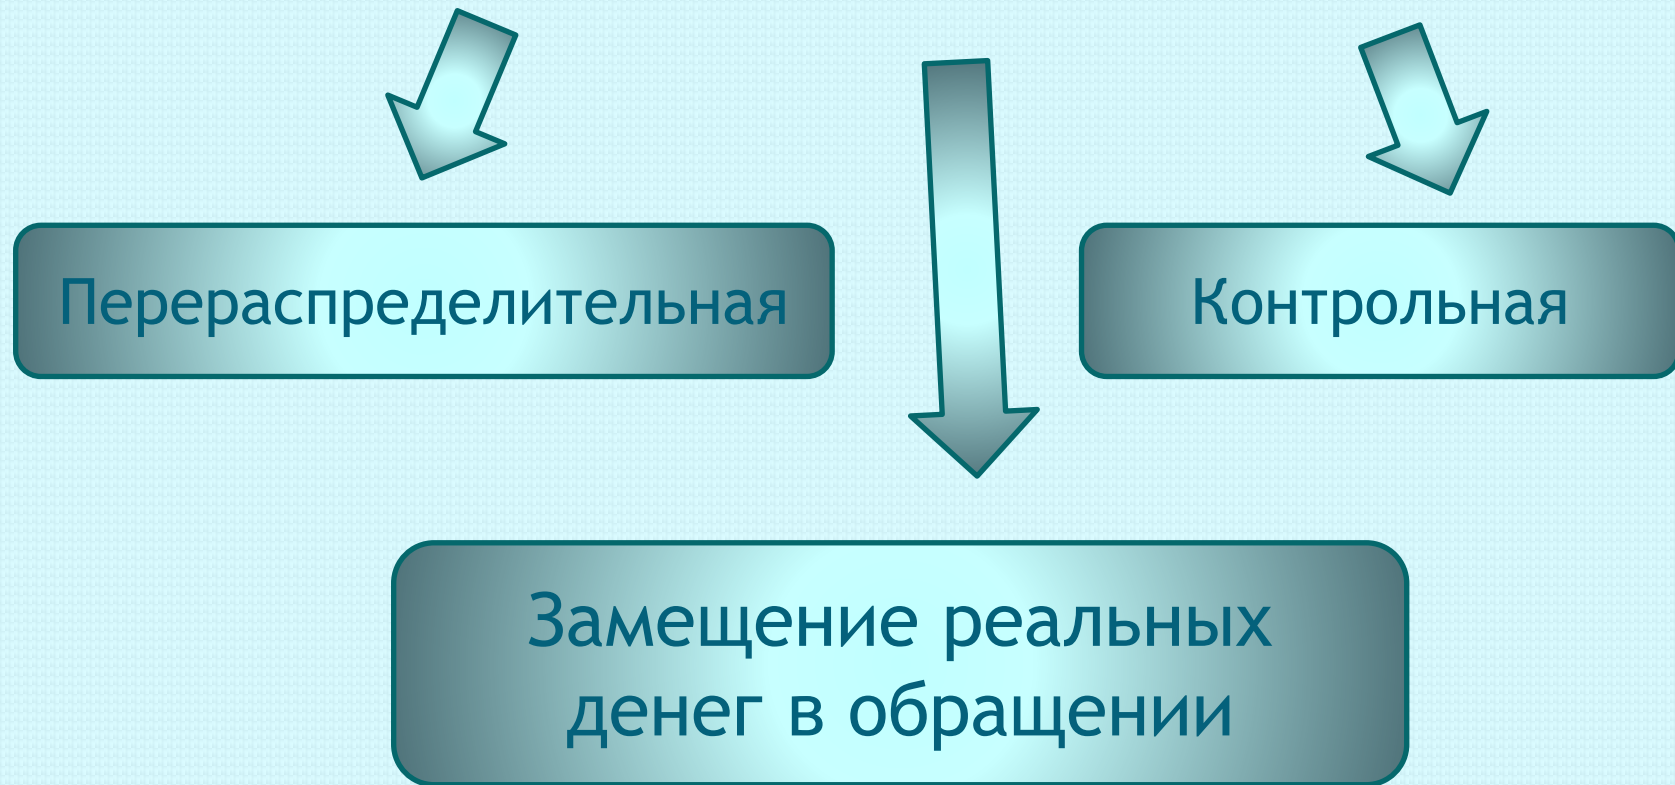 Перераспределительная
Контрольная
Замещение реальных
денег в обращении